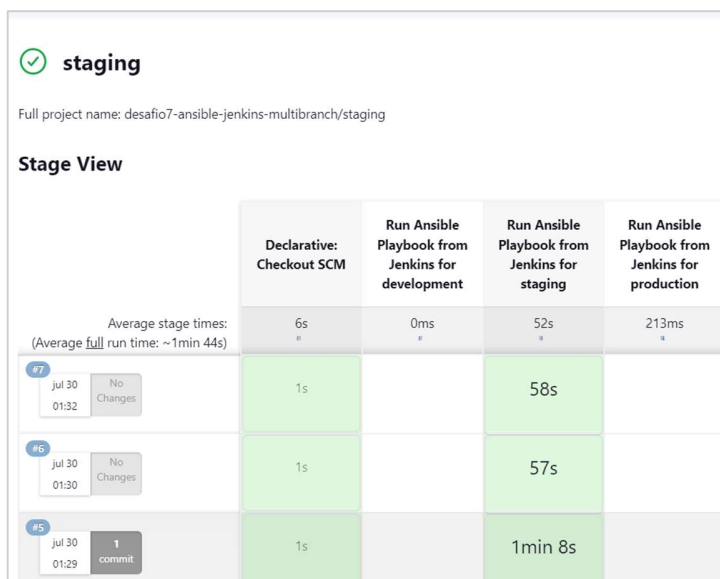 staging
Full project name: desafio7-ansible-jenkins-multibranch/staging
Stage View
Declarative:
Checkout SCM
Run Ansible
Playbook from
Jenkins for
development
Run Ansible
Playbook from
Jenkins for
staging
Run Ansible
Playbook from
Jenkins for
production
Average stage times:
(Average full run time: ~1min 44s)
6s
0ms
52s
213ms
#7
jul 30
01:32
No
Changes
1s
58s
#6
jul 30
01:30
No
Changes
1s
57s
#5
jul 30
01:29
1
commit
1s
1min 8s